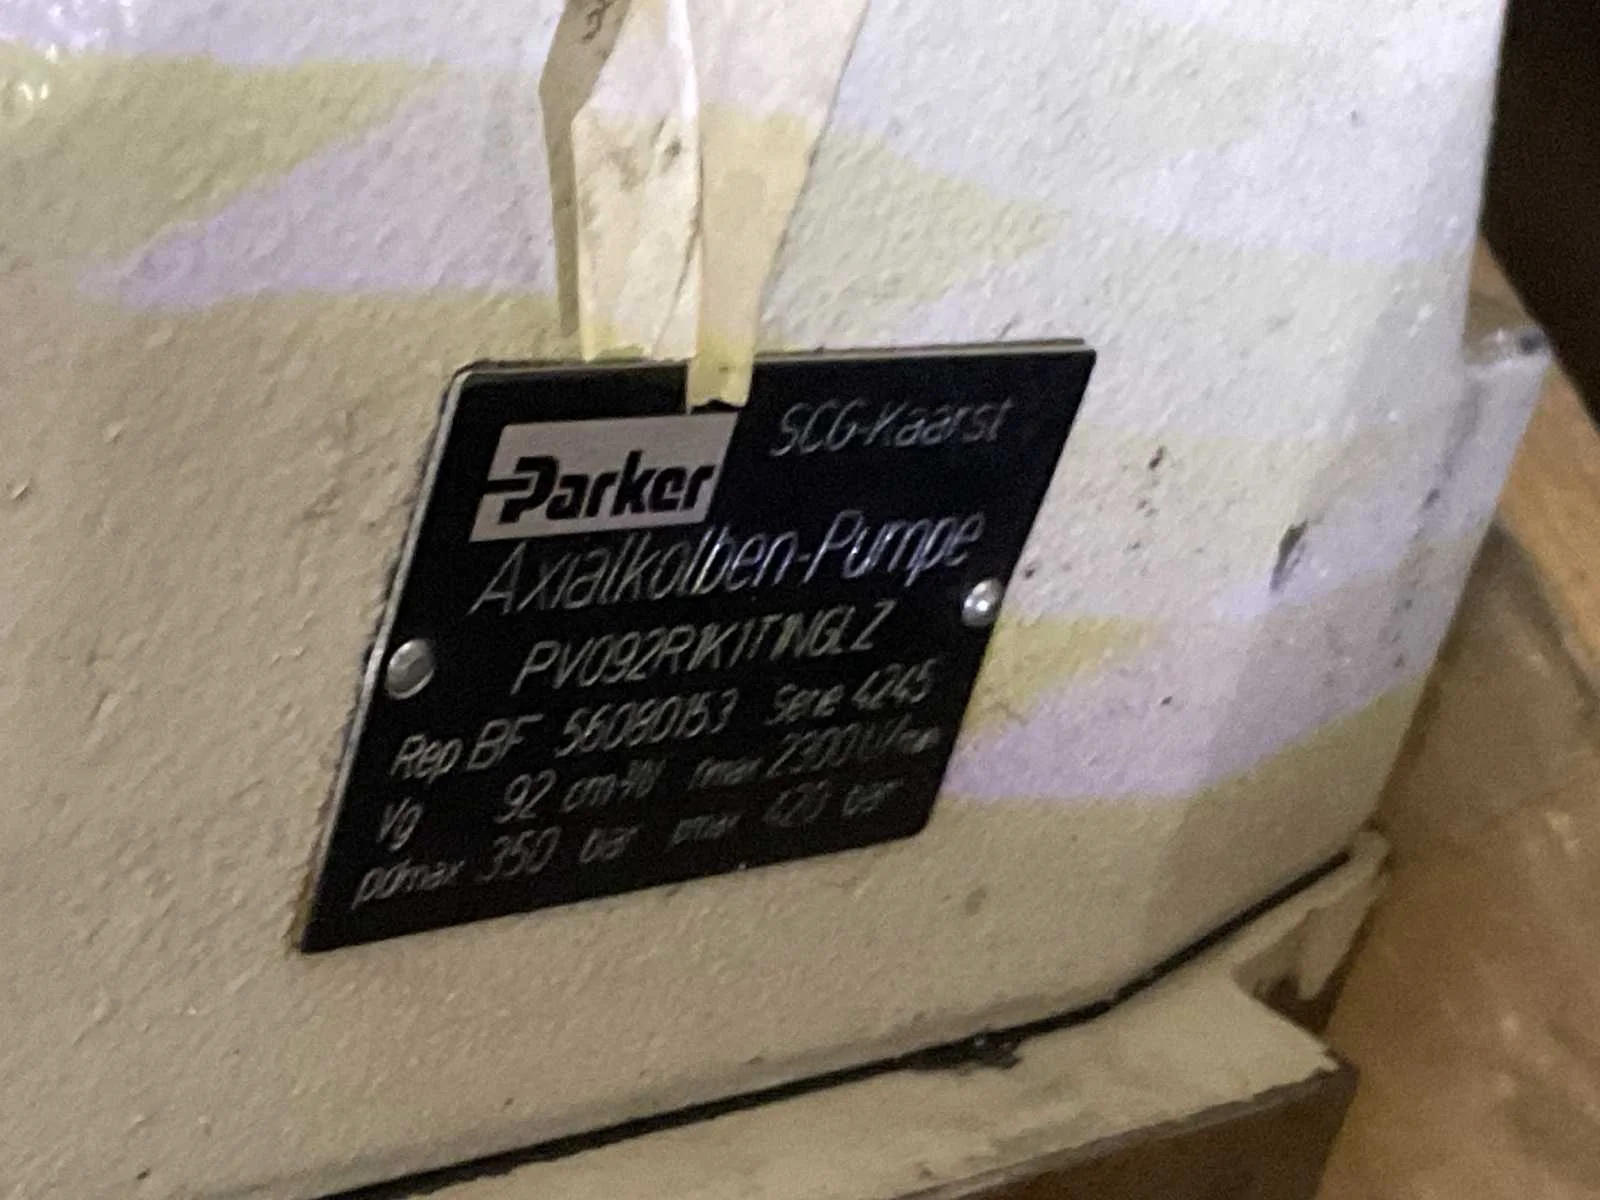 SCG-Kaarst
Parker
Axialkolben-Pumpe
PV092R1K1T1NGLZ
Rep BF 56080153 Serie 4245
Vg 92 cm³/U nmax 2300 U/min
pdmax 350 bar pmax 420 bar